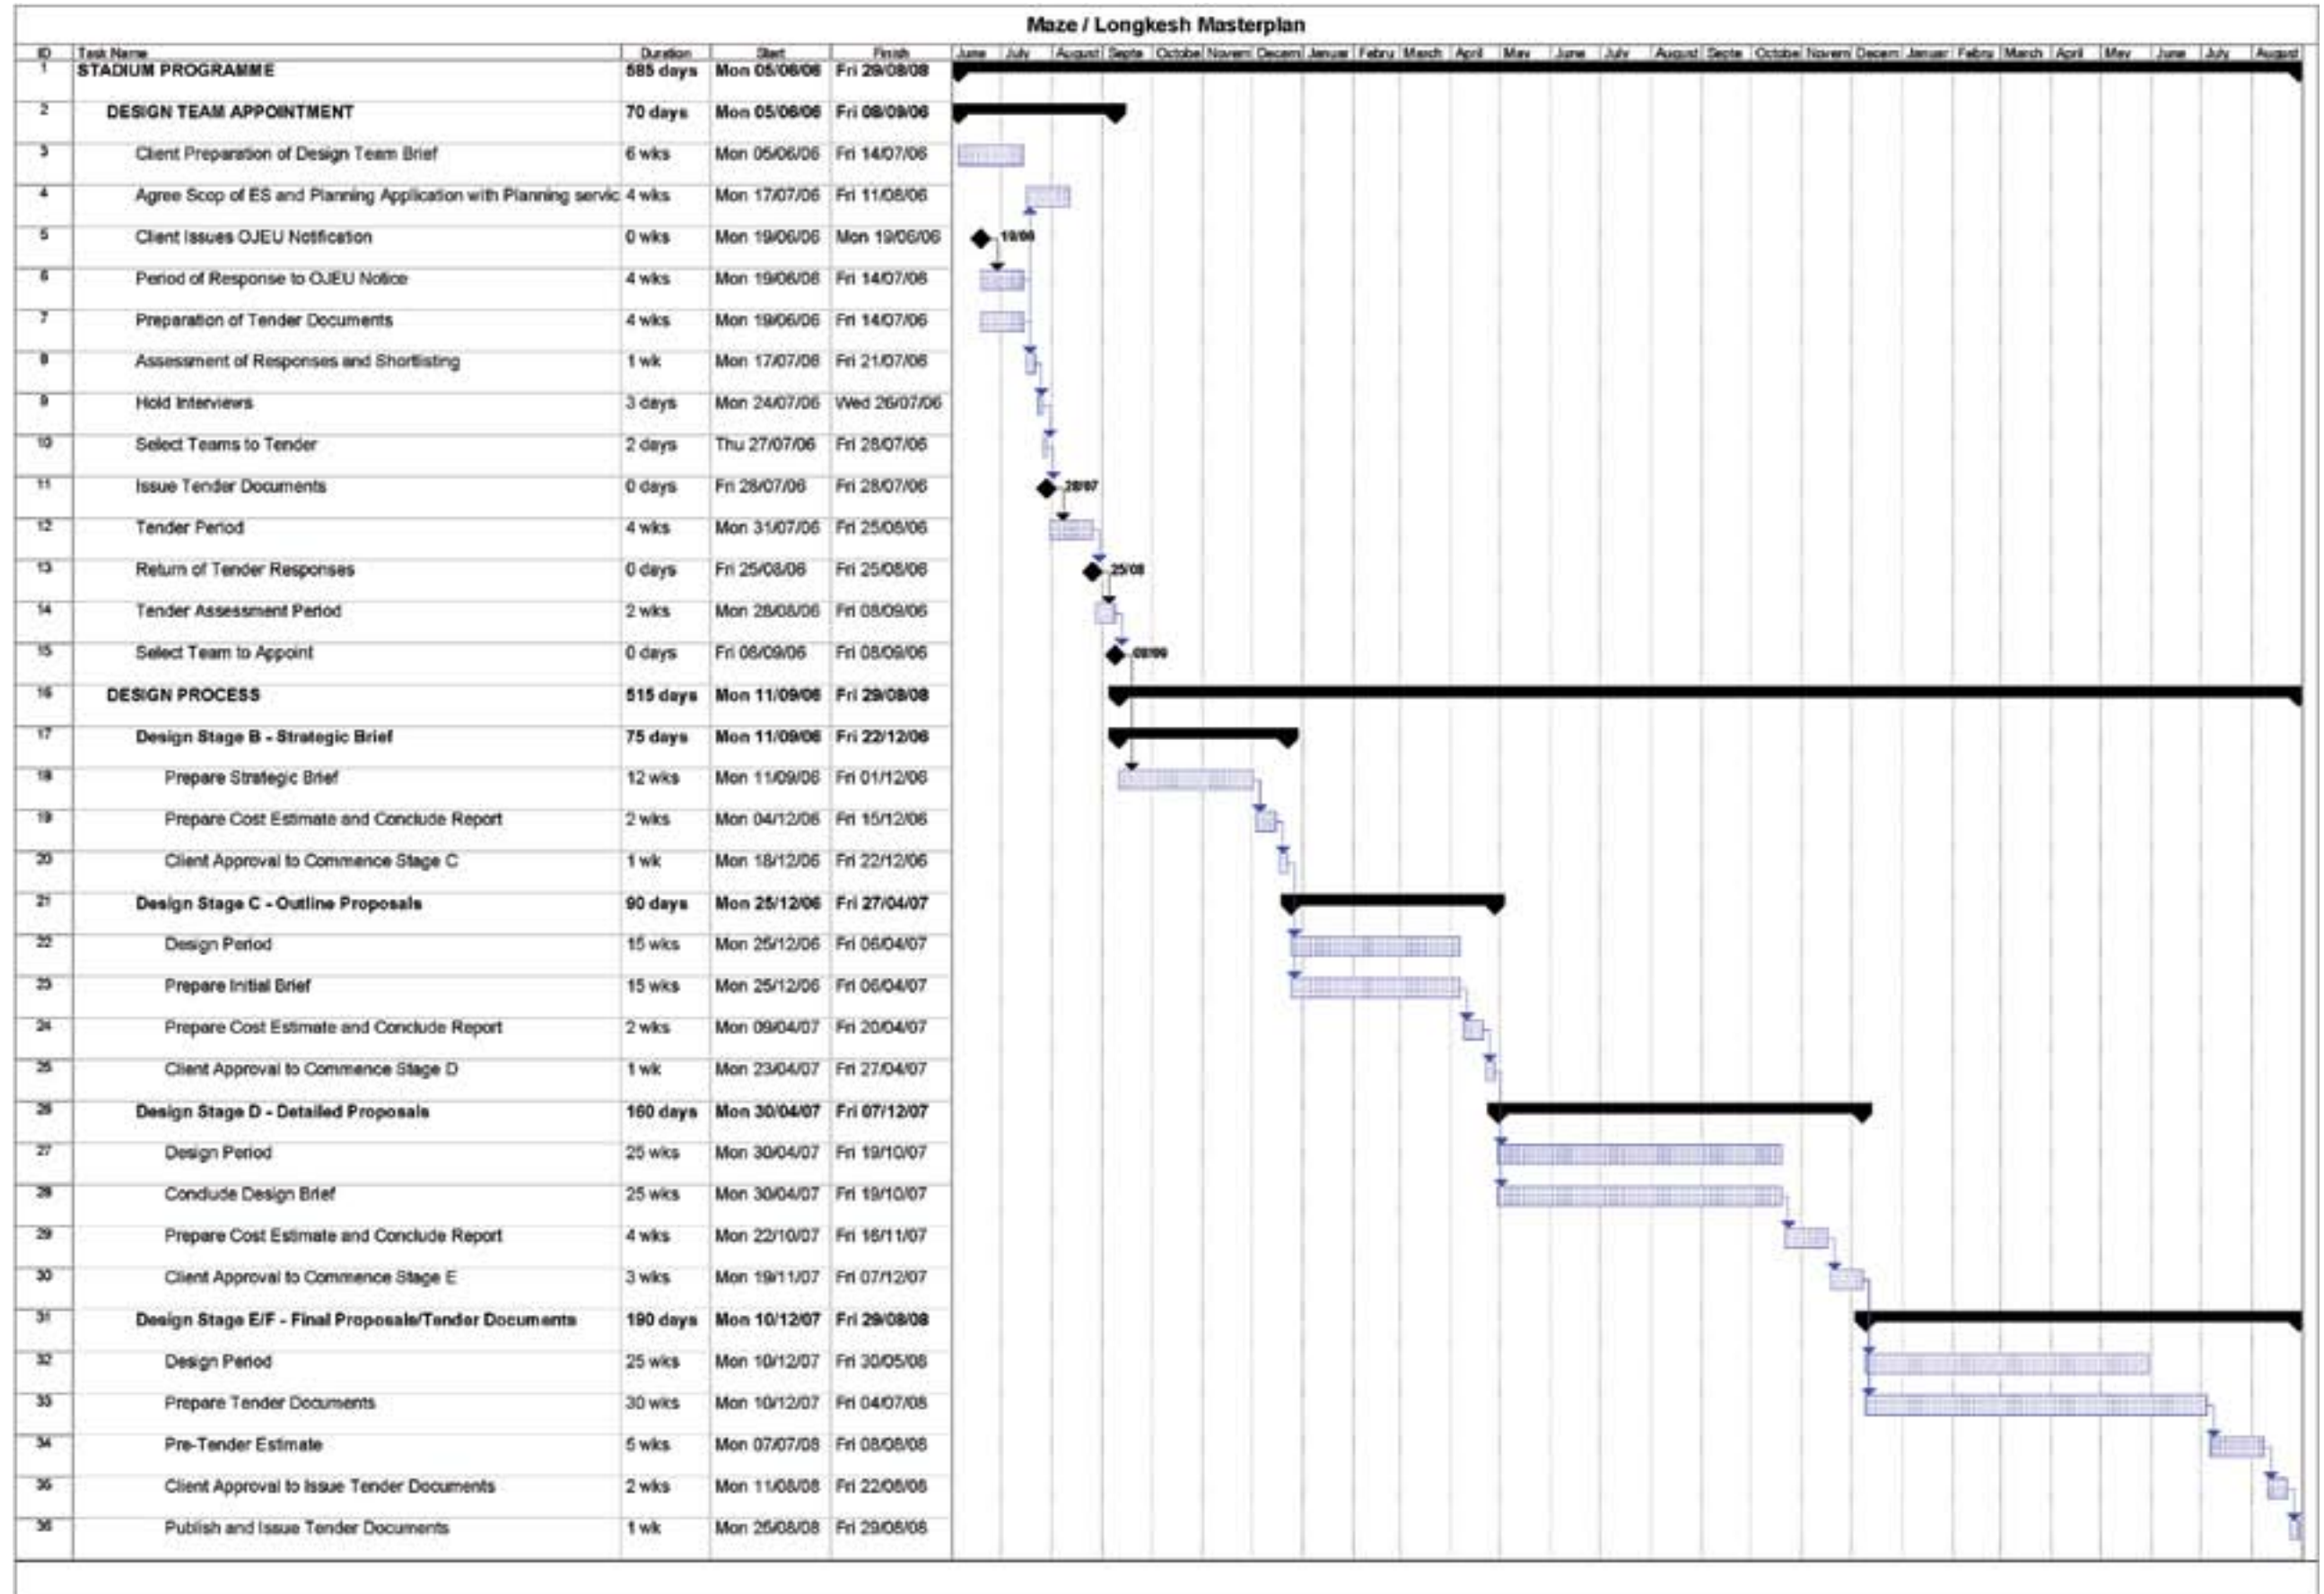 Maze / Longkesh Masterplan
ID Task Name Duration Start Finish June July August Septe Octobe Novem Decem Januar Febru March April May June July August Septe Octobe Novem Decem Januar Febru March April May June July August
1 STADIUM PROGRAMME 585 days Mon 05/06/06 Fri 29/08/08
2 DESIGN TEAM APPOINTMENT 70 days Mon 05/06/06 Fri 08/09/06
3 Client Preparation of Design Team Brief 6 wks Mon 05/06/06 Fri 14/07/06
4 Agree Scop of ES and Planning Application with Planning servic 4 wks Mon 17/07/06 Fri 11/08/06
5 Client Issues OJEU Notification 0 wks Mon 19/06/06 Mon 19/06/06 19/06
6 Period of Response to OJEU Notice 4 wks Mon 19/06/06 Fri 14/07/06
7 Preparation of Tender Documents 4 wks Mon 19/06/06 Fri 14/07/06
8 Assessment of Responses and Shortlisting 1 wk Mon 17/07/06 Fri 21/07/06
9 Hold Interviews 3 days Mon 24/07/06 Wed 26/07/06
10 Select Teams to Tender 2 days Thu 27/07/06 Fri 28/07/06
11 Issue Tender Documents 0 days Fri 28/07/06 Fri 28/07/06 28/07
12 Tender Period 4 wks Mon 31/07/06 Fri 25/08/06
13 Return of Tender Responses 0 days Fri 25/08/06 Fri 25/08/06 25/08
14 Tender Assessment Period 2 wks Mon 28/08/06 Fri 08/09/06
15 Select Team to Appoint 0 days Fri 08/09/06 Fri 08/09/06 08/09
16 DESIGN PROCESS 515 days Mon 11/09/06 Fri 29/08/08
17 Design Stage B - Strategic Brief 75 days Mon 11/09/06 Fri 22/12/06
18 Prepare Strategic Brief 12 wks Mon 11/09/06 Fri 01/12/06
19 Prepare Cost Estimate and Conclude Report 2 wks Mon 04/12/06 Fri 15/12/06
20 Client Approval to Commence Stage C 1 wk Mon 18/12/06 Fri 22/12/06
21 Design Stage C - Outline Proposals 90 days Mon 25/12/06 Fri 27/04/07
22 Design Period 15 wks Mon 25/12/06 Fri 06/04/07
23 Prepare Initial Brief 15 wks Mon 25/12/06 Fri 06/04/07
24 Prepare Cost Estimate and Conclude Report 2 wks Mon 09/04/07 Fri 20/04/07
25 Client Approval to Commence Stage D 1 wk Mon 23/04/07 Fri 27/04/07
26 Design Stage D - Detailed Proposals 160 days Mon 30/04/07 Fri 07/12/07
27 Design Period 25 wks Mon 30/04/07 Fri 19/10/07
28 Conclude Design Brief 25 wks Mon 30/04/07 Fri 19/10/07
29 Prepare Cost Estimate and Conclude Report 4 wks Mon 22/10/07 Fri 16/11/07
30 Client Approval to Commence Stage E 3 wks Mon 19/11/07 Fri 07/12/07
31 Design Stage E/F - Final Proposals/Tender Documents 190 days Mon 10/12/07 Fri 29/08/08
32 Design Period 25 wks Mon 10/12/07 Fri 30/05/08
33 Prepare Tender Documents 30 wks Mon 10/12/07 Fri 04/07/08
34 Pre-Tender Estimate 5 wks Mon 07/07/08 Fri 08/08/08
35 Client Approval to Issue Tender Documents 2 wks Mon 11/08/08 Fri 22/08/08
36 Publish and Issue Tender Documents 1 wk Mon 25/08/08 Fri 29/08/08